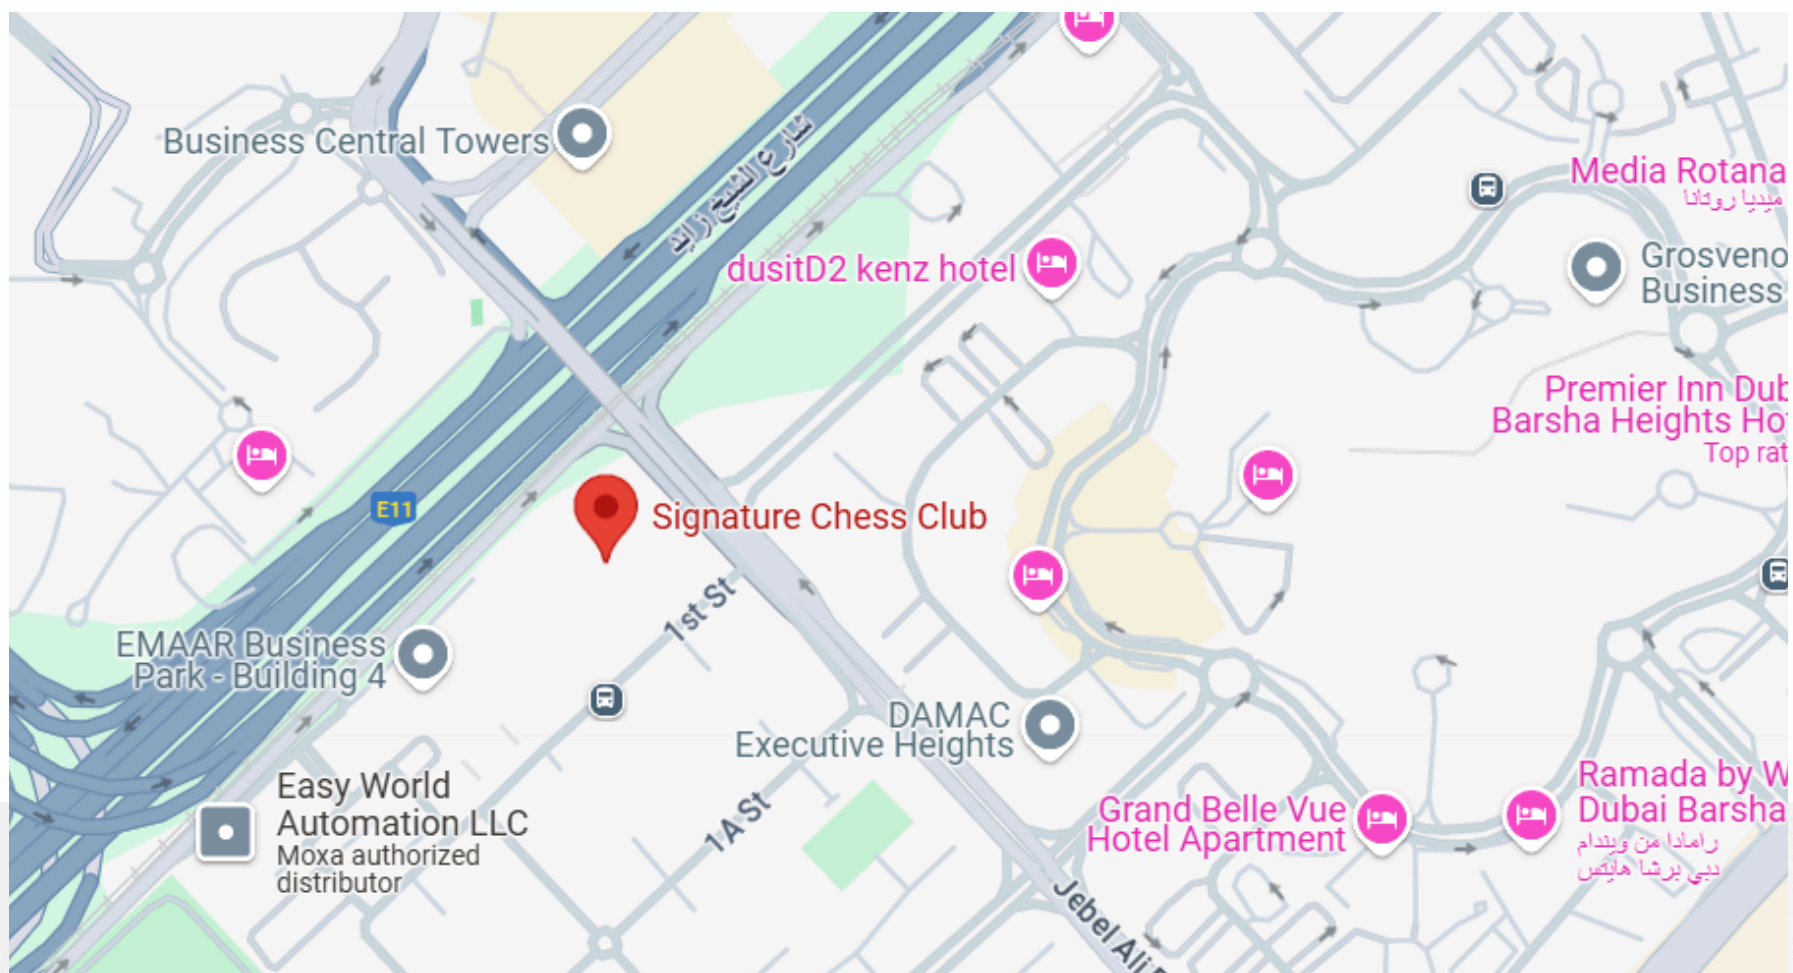 Business Central Towers
شارع الشيخ زايد
Media Rotana
ميديا روتانا
dusitD2 kenz hotel
Grosveno
Business
Premier Inn Dub
Barsha Heights Ho
Top rat
E11
Signature Chess Club
1st St
EMAAR Business
Park - Building 4
DAMAC
Executive Heights
Easy World
Automation LLC
Moxa authorized
distributor
1A St
Grand Belle Vue
Hotel Apartment
Ramada by W
Dubai Barsha
رامادا من ويندام
دبي برشا هايتس
Jebel Ali